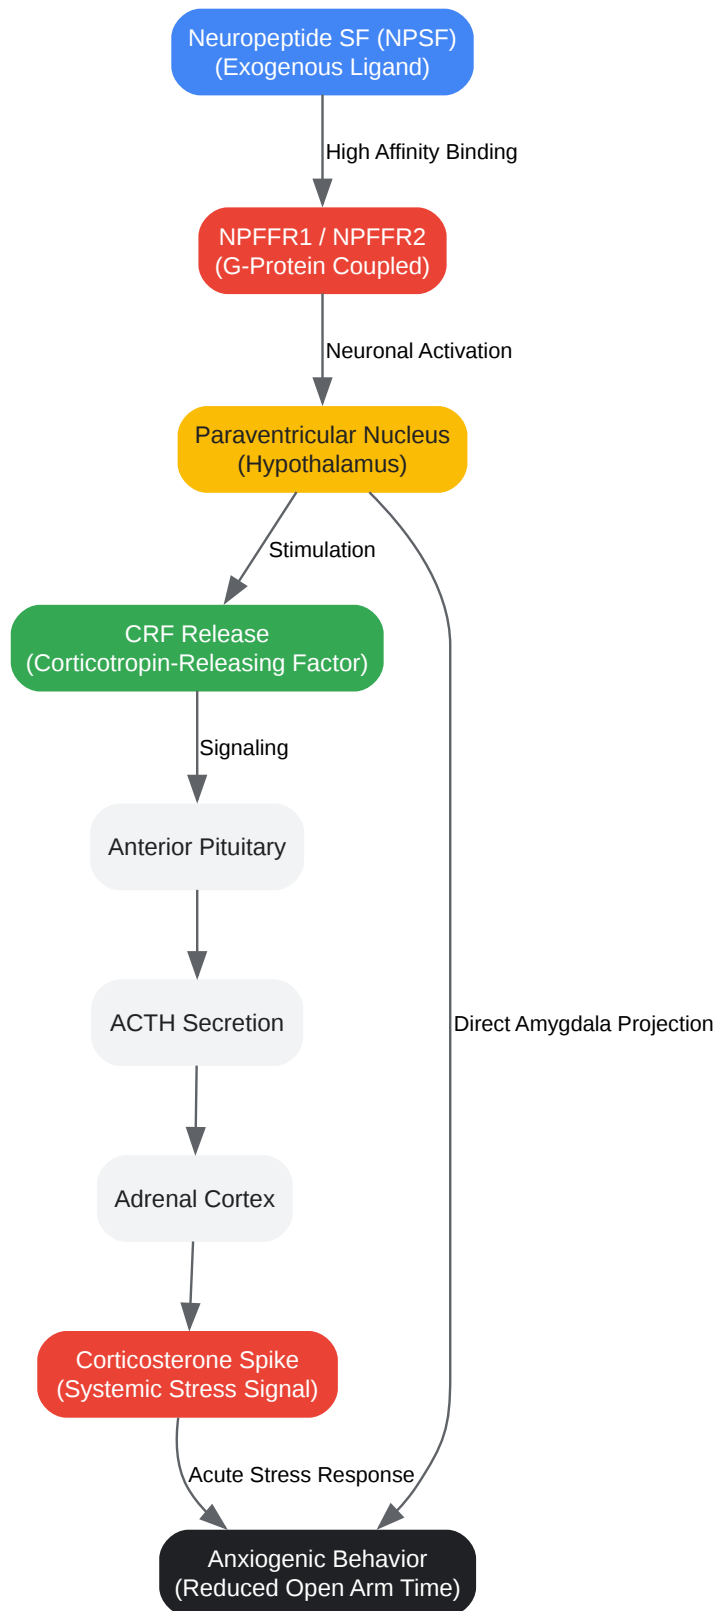 Neuropeptide SF (NPSF)
(Exogenous Ligand)
High Affinity Binding
NPFFR1 / NPFFR2
(G-Protein Coupled)
Neuronal Activation
Paraventricular Nucleus
(Hypothalamus)
Stimulation
CRF Release
(Corticotropin-Releasing Factor)
Signaling
Anterior Pituitary
ACTH Secretion
Direct Amygdala Projection
Adrenal Cortex
Corticosterone Spike
(Systemic Stress Signal)
Acute Stress Response
Anxiogenic Behavior
(Reduced Open Arm Time)